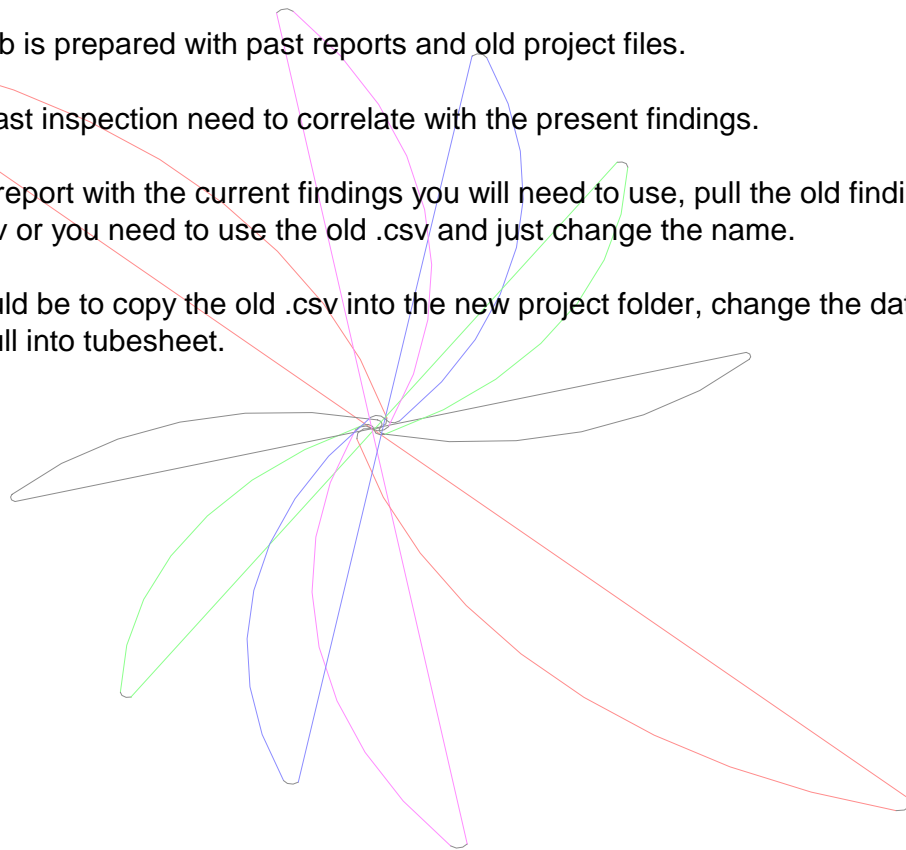 b is prepared with past reports and old project files.
ast inspection need to correlate with the present findings.
report with the current findings you will need to use, pull the old findi
v or you need to use the old .csv and just change the name.
uld be to copy the old .csv into the new project folder, change the dat
ull into tubesheet.